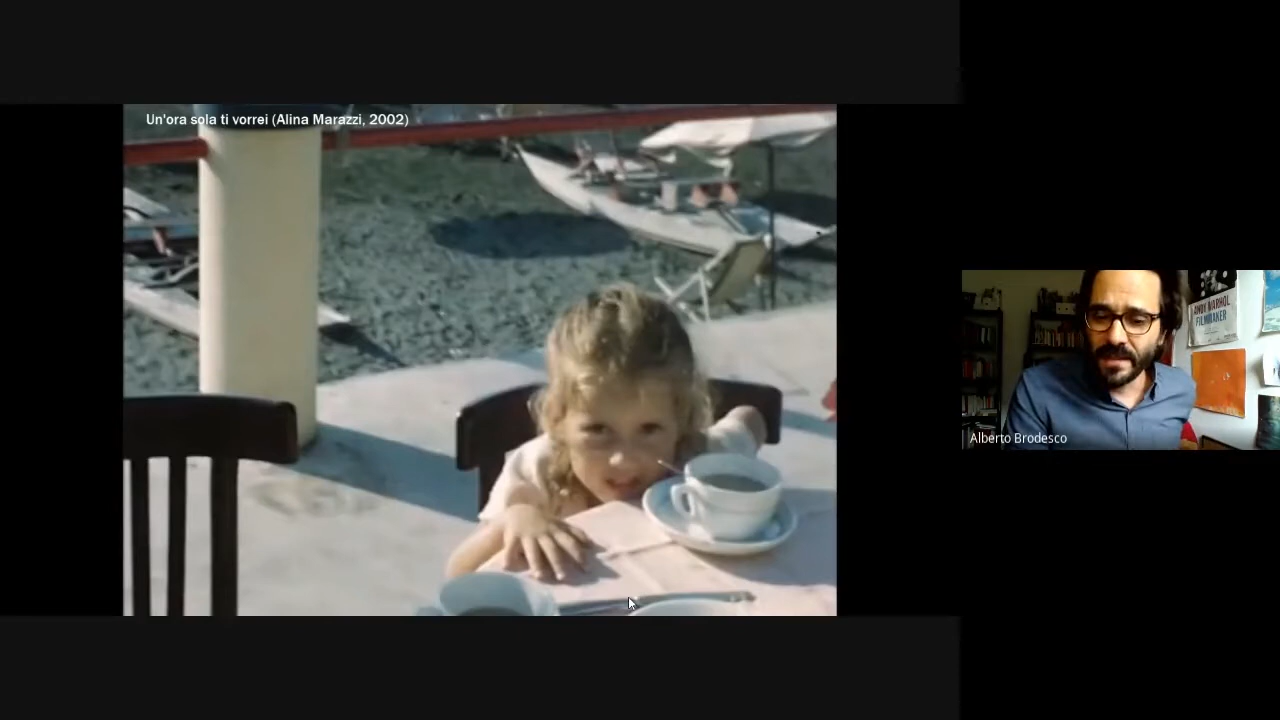 Un'ora sola ti vorrei (Alina Marazzi, 2002)
ANDY WARHOL
FILMMAKER
Alberto Brodesco